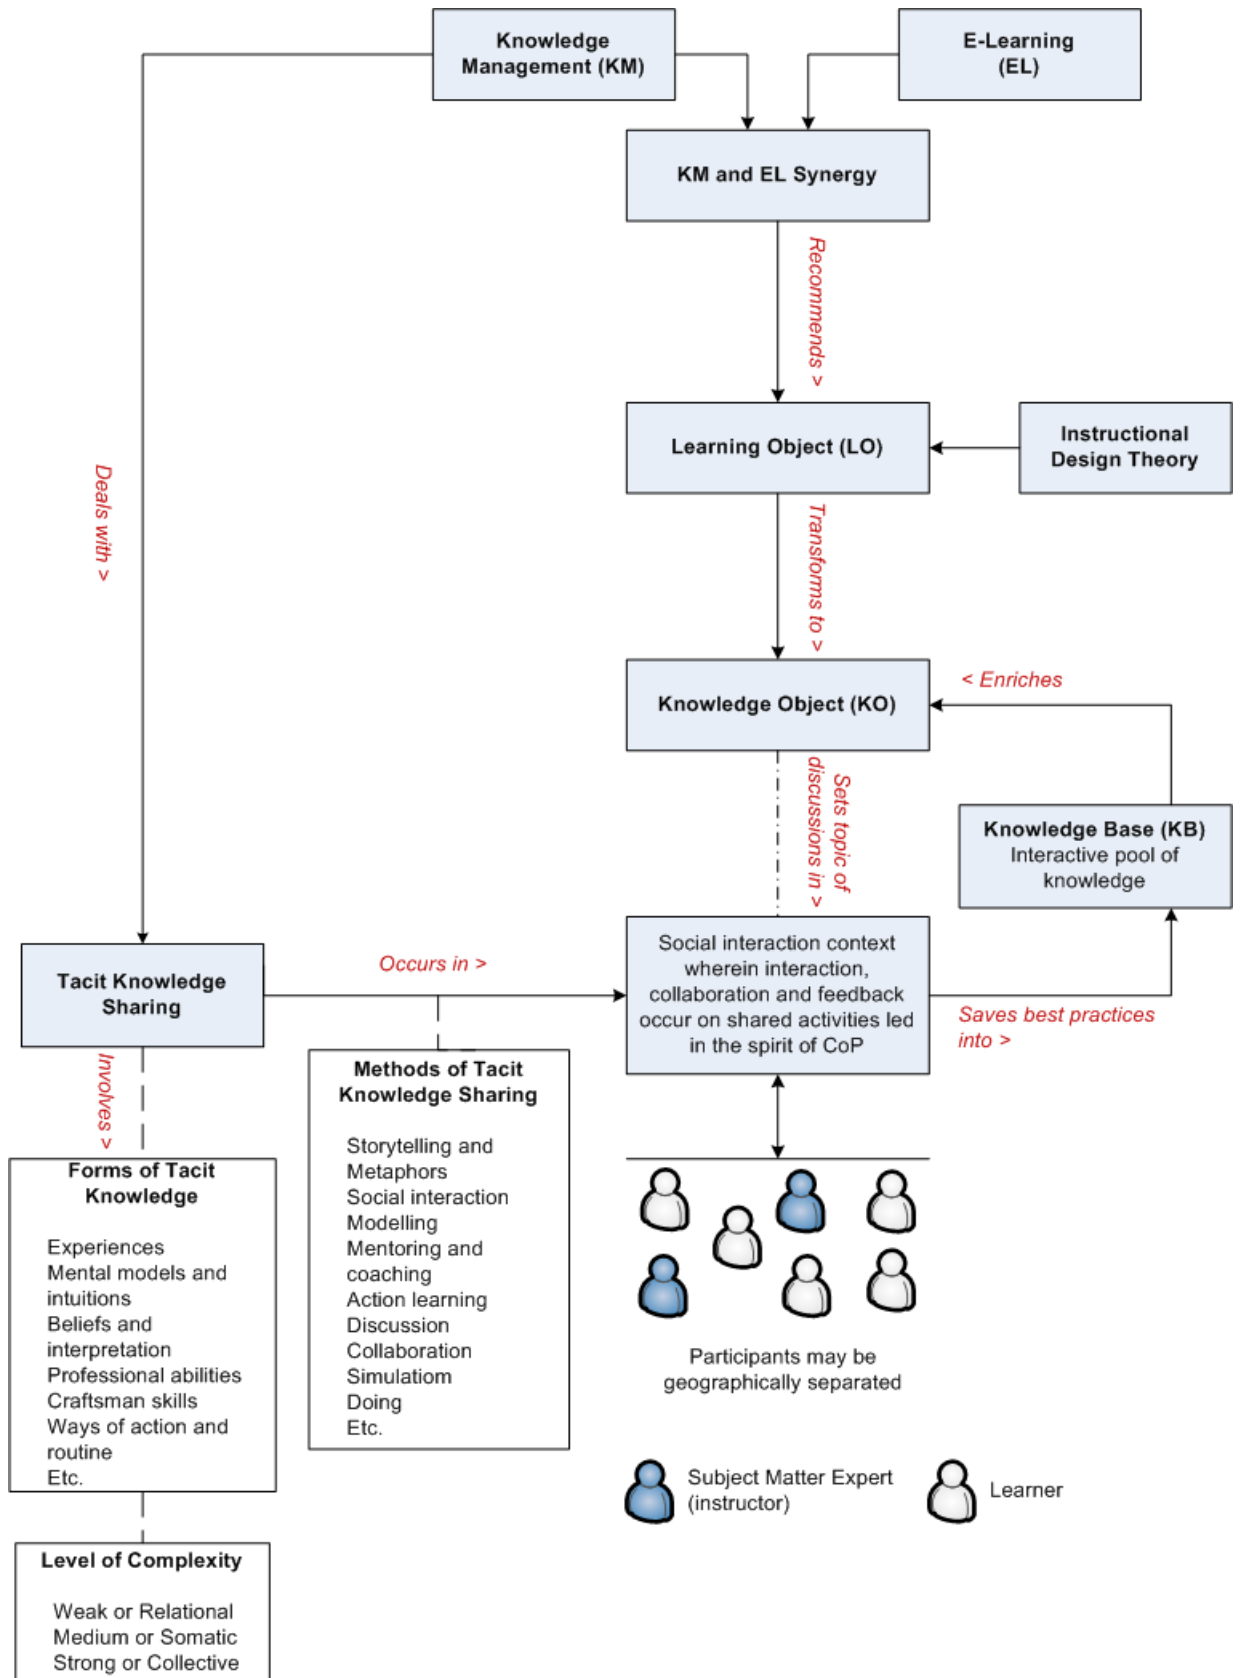 Knowledge
Management (KM)
E-Learning
(EL)
KM and EL Synergy
Recommends >
Learning Object (LO)
Instructional
Design Theory
Deals with >
Transforms to >
Knowledge Object (KO)
< Enriches
Sets topic of
discussions in >
Knowledge Base (KB)
Interactive pool of
knowledge
Tacit Knowledge
Sharing
Occurs in >
Social interaction context
wherein interaction,
collaboration and feedback
occur on shared activities led
in the spirit of CoP
Saves best practices
into >
Involves >
Methods of Tacit
Knowledge Sharing
Storytelling and
Metaphors
Social interaction
Modelling
Mentoring and
coaching
Action learning
Discussion
Collaboration
Simulatiom
Doing
Etc.
Forms of Tacit
Knowledge
Experiences
Mental models and
intuitions
Beliefs and
interpretation
Professional abilities
Craftsman skills
Ways of action and
routine
Etc.
Participants may be
geographically separated
Subject Matter Expert
(instructor)
Learner
Level of Complexity
Weak or Relational
Medium or Somatic
Strong or Collective